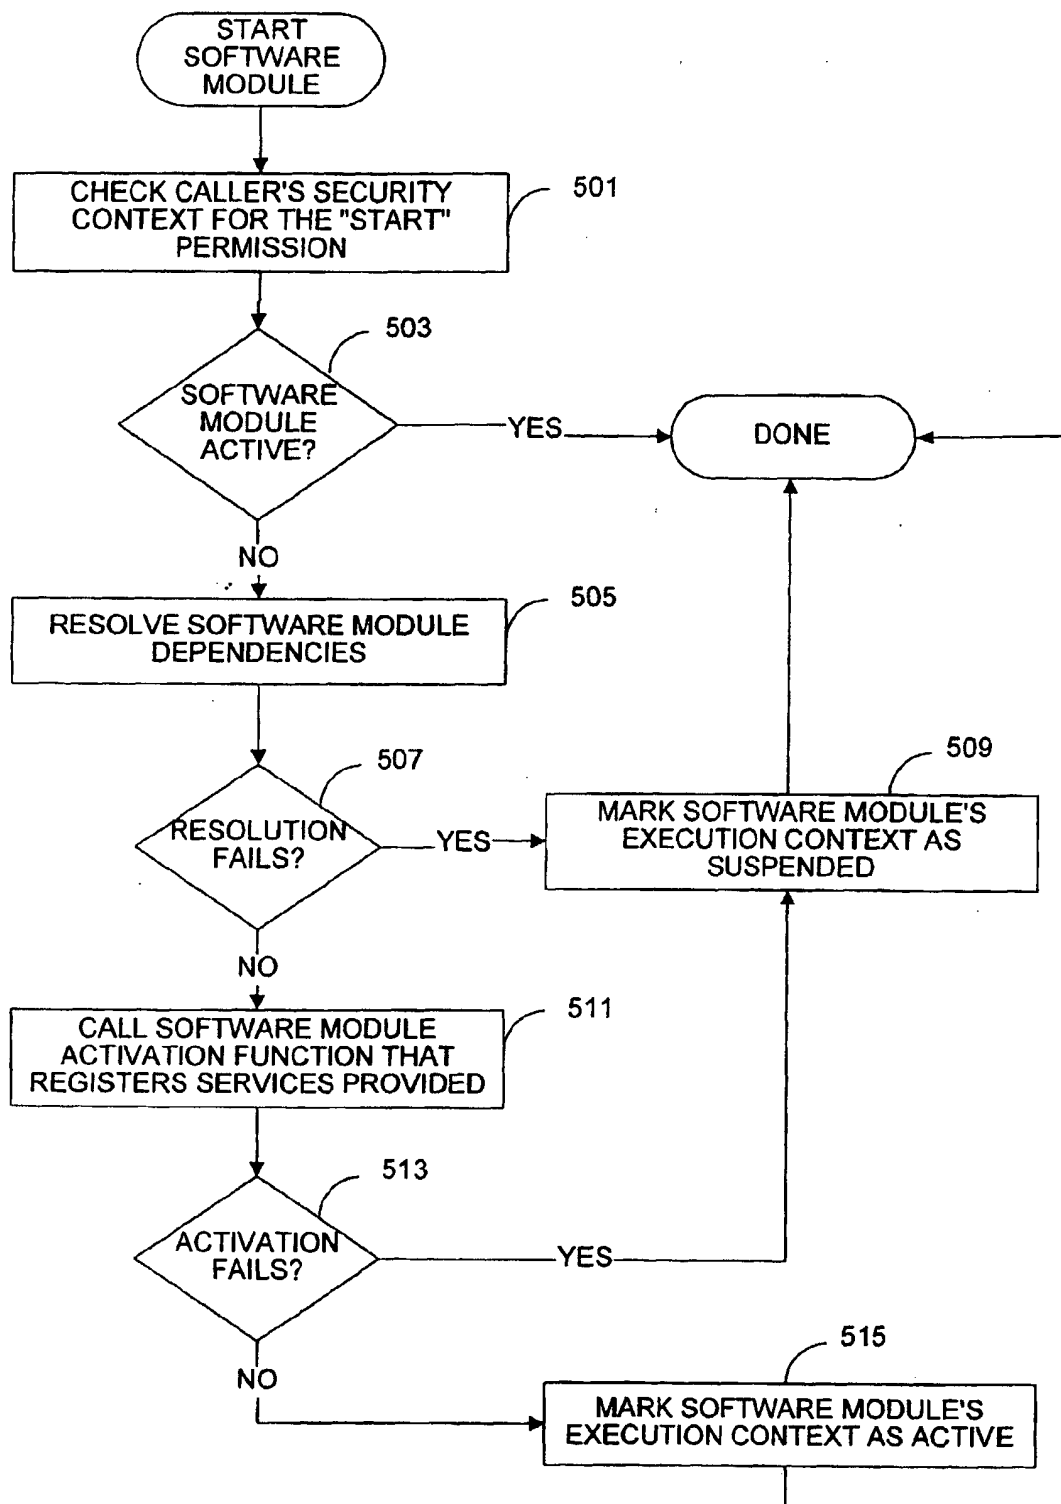 START
SOFTWARE
MODULE
CHECK CALLER'S SECURITY
CONTEXT FOR THE "START"
PERMISSION
501
503
SOFTWARE
MODULE
ACTIVE?
YES
DONE
NO
505
RESOLVE SOFTWARE MODULE
DEPENDENCIES
507
RESOLUTION
FAILS?
YES
509
MARK SOFTWARE MODULE'S
EXECUTION CONTEXT AS
SUSPENDED
NO
511
CALL SOFTWARE MODULE
ACTIVATION FUNCTION THAT
REGISTERS SERVICES PROVIDED
513
ACTIVATION
FAILS?
YES
NO
515
MARK SOFTWARE MODULE'S
EXECUTION CONTEXT AS ACTIVE